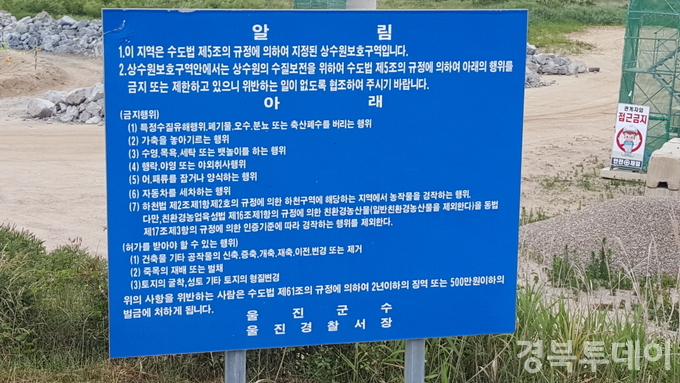 알 림
1.이 지역은 수도법 제5조의 규정에 의하여 지정된 상수원보호구역입니다.
2.상수원보호구역안에서는 상수원의 수질보전을 위하여 수도법 제5조의 규정에 의하여 아래의 행위를
금지 또는 제한하고 있으니 위반하는 일이 없도록 협조하여 주시기 바랍니다.
아 래
(금지행위)
(1) 특정수질유해행위,폐기물,오수,분뇨 또는 축산폐수를 버리는 행위
(2) 가축을 놓아기르는 행위
(3) 수영,목욕,세탁 또는 뱃놀이를 하는 행위
(4) 행락,야영 또는 야외취사행위
(5) 어,패류를 잡거나 양식하는 행위
(6) 자동차를 세차하는 행위
(7) 하천법 제2조제1항제2호의 규정에 의한 하천구역에 해당하는 지역에서 농작물을 경작하는 행위.
다만,친환경농업육성법 제16조제1항의 규정에 의한 친환경농산물(일반친환경농산물을 제외한다)을 동법
제17조제3항의 규정에 의한 인증기준에 따라 경작하는 행위를 제외한다.
(허가를 받아야 할 수 있는 행위)
(1) 건축물 기타 공작물의 신축,증축,개축,재축,이전,변경 또는 제거
(2) 죽목의 재배 또는 벌채
(3)토지의 굴착,성토 기타 토지의 형질변경
위의 사항을 위반하는 사람은 수도법 제61조의 규정에 의하여 2년이하의 징역 또는 500만원이하의
벌금에 처하게 됩니다.
울 진 군 수
울 진 경 찰 서 장
관계자외
접근금지
경북투데이